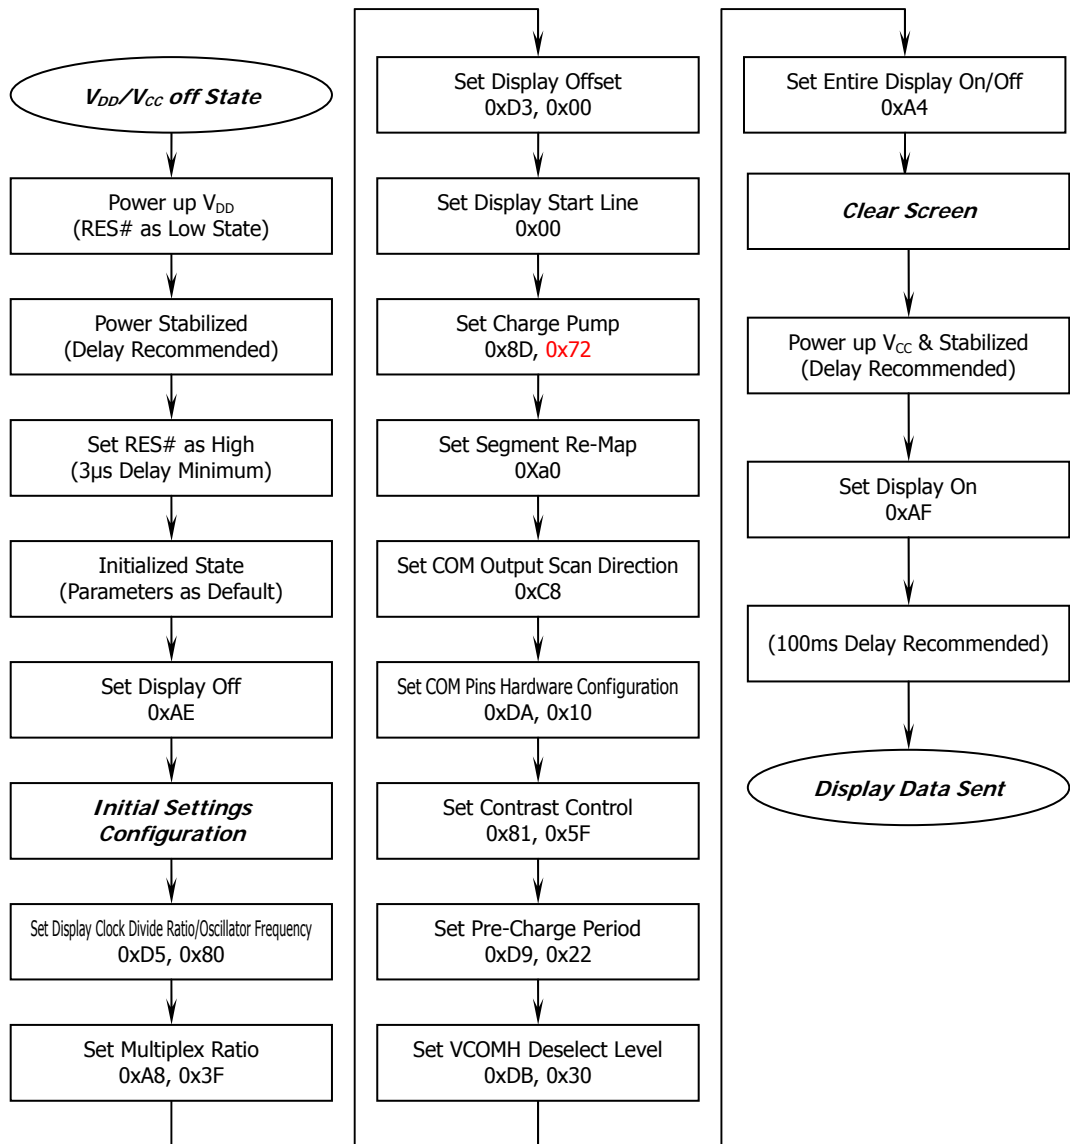 V_DD/V_CC off State
Power up V_DD
(RES# as Low State)
Power Stabilized
(Delay Recommended)
Set RES# as High
(3μs Delay Minimum)
Initialized State
(Parameters as Default)
Set Display Off
0xAE
Initial Settings
Configuration
Set Display Clock Divide Ratio/Oscillator Frequency
0xD5, 0x80
Set Multiplex Ratio
0xA8, 0x3F
Set Display Offset
0xD3, 0x00
Set Display Start Line
0x00
Set Charge Pump
0x8D, 0x72
Set Segment Re-Map
0Xa0
Set COM Output Scan Direction
0xC8
Set COM Pins Hardware Configuration
0xDA, 0x10
Set Contrast Control
0x81, 0x5F
Set Pre-Charge Period
0xD9, 0x22
Set VCOMH Deselect Level
0xDB, 0x30
Set Entire Display On/Off
0xA4
Clear Screen
Power up V_CC & Stabilized
(Delay Recommended)
Set Display On
0xAF
(100ms Delay Recommended)
Display Data Sent